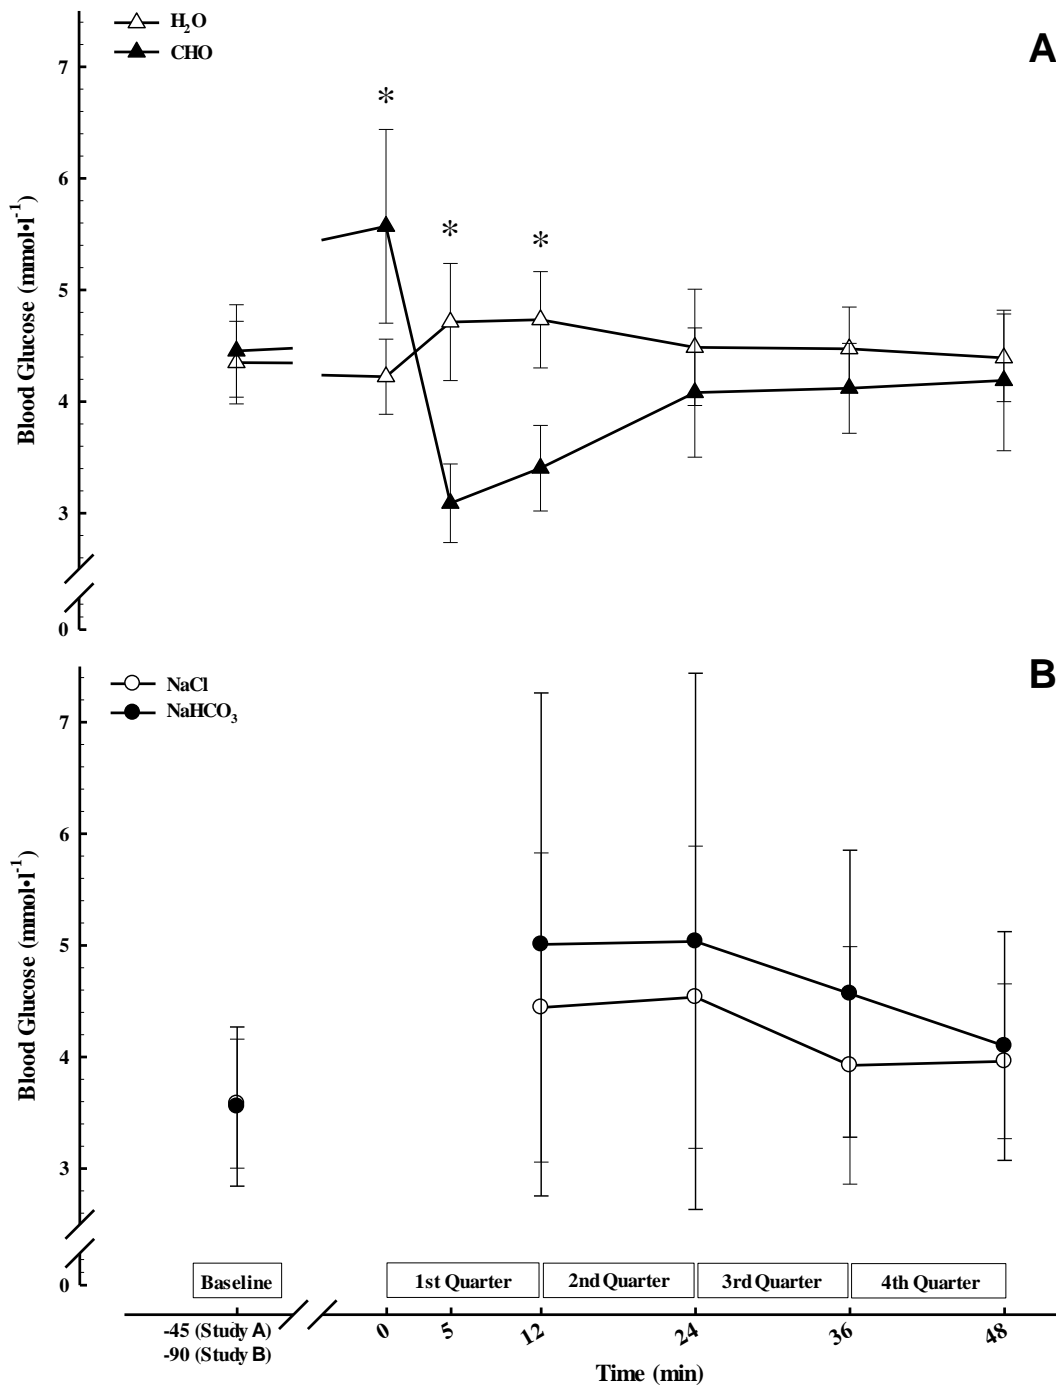 H₂O
CHO
A
*
*
*
7
6
5
4
3
0
Blood Glucose (mmol•l⁻¹)
NaCl
NaHCO₃
B
7
6
5
4
3
0
Blood Glucose (mmol•l⁻¹)
Baseline
1st Quarter
2nd Quarter
3rd Quarter
4th Quarter
-45 (Study A)
-90 (Study B)
0
5
12
24
36
48
Time (min)